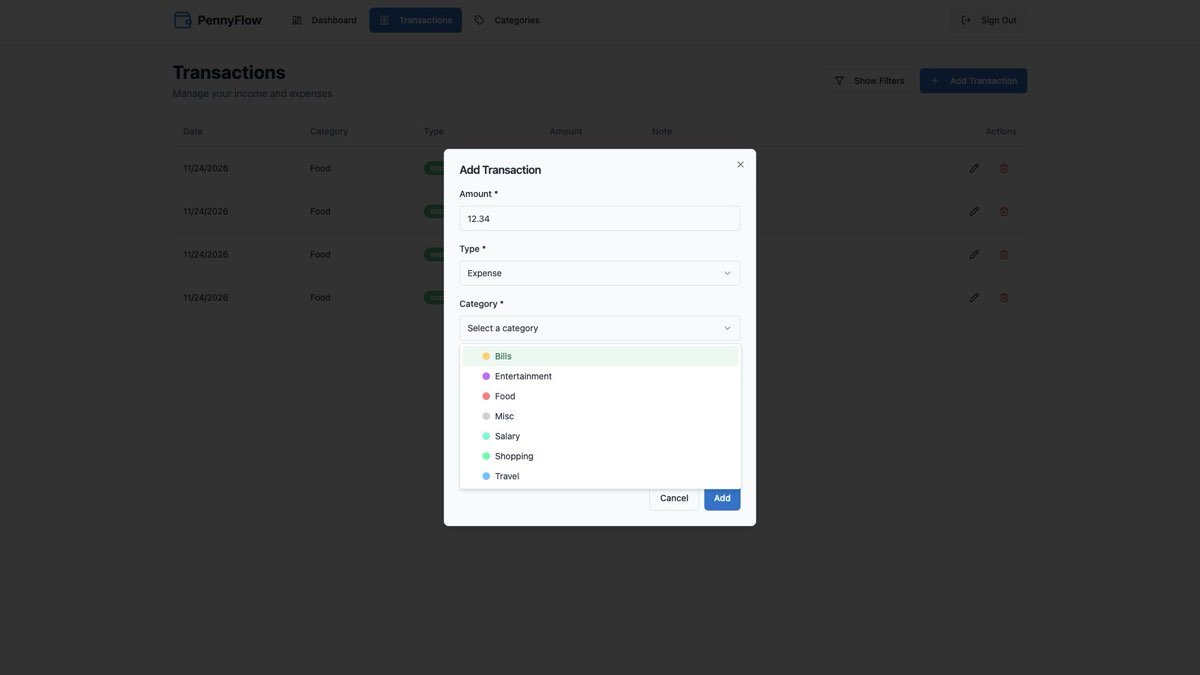 PennyFlow Dashboard Transactions Categories Sign Out
Transactions
Manage your income and expenses
Show Filters Add Transaction
Date Category Type Amount Note Actions
11/24/2026 Food
11/24/2026 Food
11/24/2026 Food
11/24/2026 Food
Add Transaction
Amount *
12.34
Type *
Expense
Category *
Select a category
Bills
Entertainment
Food
Misc
Salary
Shopping
Travel
Cancel Add